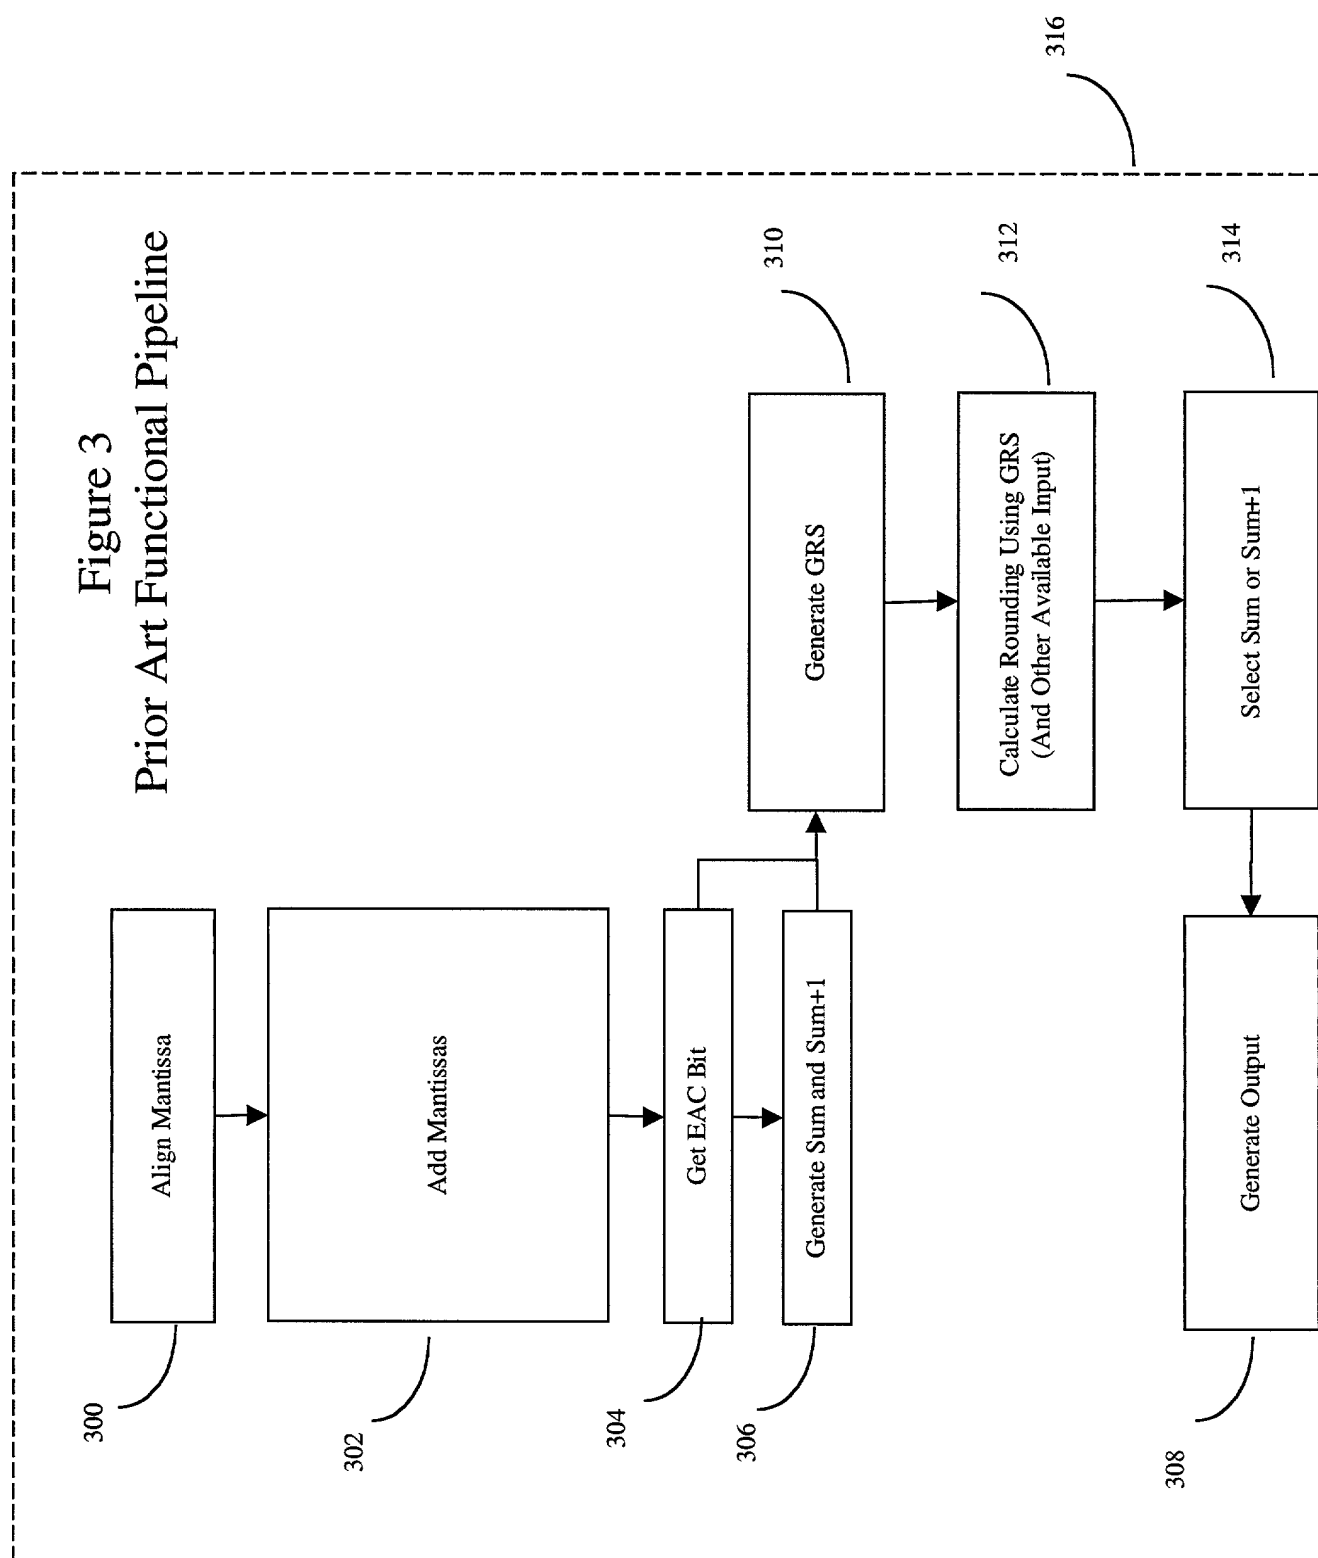 Figure 3
Prior Art Functional Pipeline
316
300
Align Mantissa
302
Add Mantissas
304
Get EAC Bit
306
Generate Sum and Sum+1
310
Generate GRS
312
Calculate Rounding Using GRS
(And Other Available Input)
314
Select Sum or Sum+1
308
Generate Output